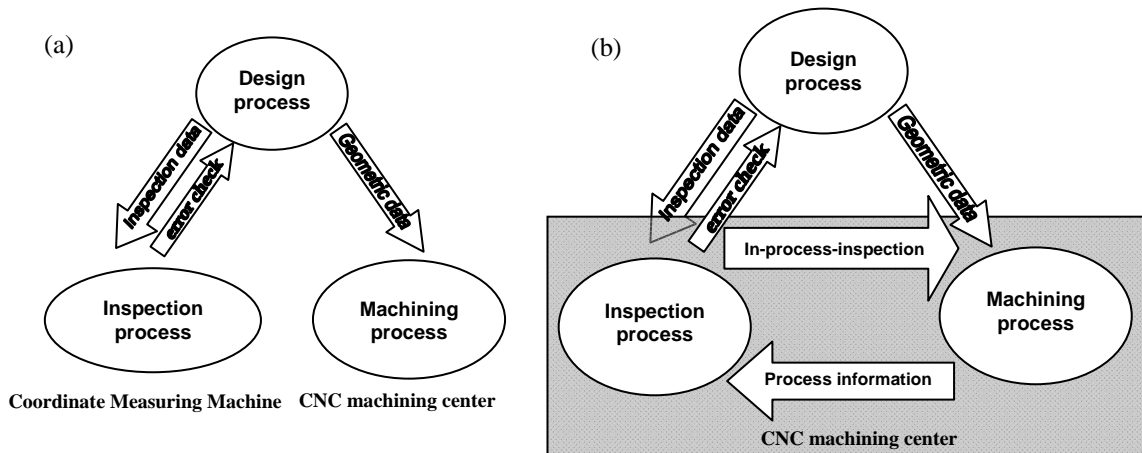 (a)
Design
process
Inspection data
error check
Geometric data
Inspection
process
Machining
process
Coordinate Measuring Machine
CNC machining center
(b)
Design
process
Inspection data
error check
Geometric data
In-process-inspection
Inspection
process
Machining
process
Process information
CNC machining center